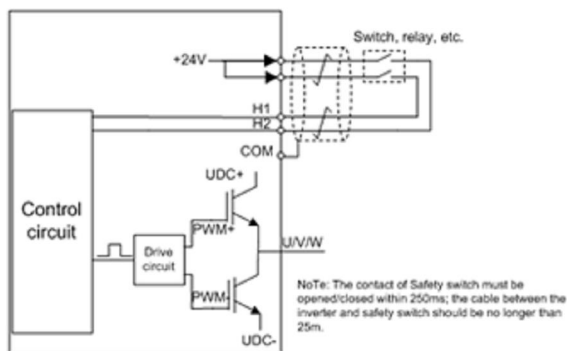 Switch, relay, etc.
+24V
H1
H2
COM
UDC+
Control
circuit
PWM+
U/V/W
Drive
circuit
PWM-
UDC-
NoTe: The contact of Safety switch must be
opened/closed within 250ms; the cable between the
inverter and safety switch should be no longer than
25m.